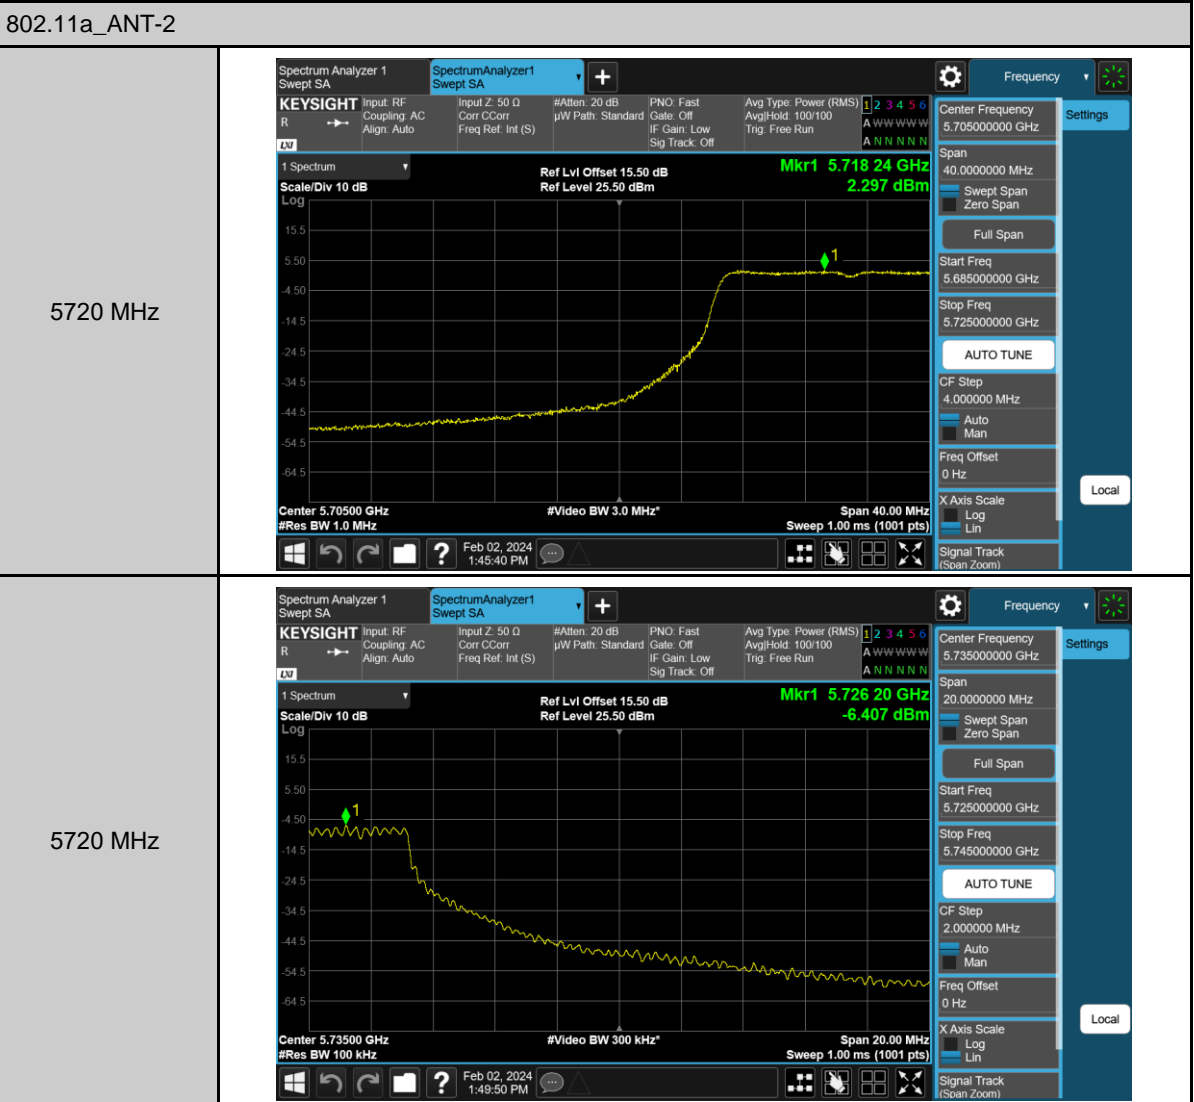 802.11a_ANT-2
5720 MHz
Spectrum Analyzer 1
Swept SA
SpectrumAnalyzer1
Swept SA
Frequency
KEYSIGHT
R
LXI
Input: RF
Coupling: AC
Align: Auto
Input Z: 50 Ω
Corr CCorr
Freq Ref: Int (S)
#Atten: 20 dB
µW Path: Standard
PNO: Fast
Gate: Off
IF Gain: Low
Sig Track: Off
Avg Type: Power (RMS)
Avg|Hold: 100/100
Trig: Free Run
1 2 3 4 5 6
A W W W W W
A N N N N N
1 Spectrum
Scale/Div 10 dB
Log
Ref Lvl Offset 15.50 dB
Ref Level 25.50 dBm
Mkr1 5.718 24 GHz
2.297 dBm
15.5
5.50
-4.50
-14.5
-24.5
-34.5
-44.5
-54.5
-64.5
1
Center 5.70500 GHz
#Res BW 1.0 MHz
#Video BW 3.0 MHz*
Span 40.00 MHz
Sweep 1.00 ms (1001 pts)
Feb 02, 2024
1:45:40 PM
Center Frequency
5.705000000 GHz
Settings
Span
40.0000000 MHz
Swept Span
Zero Span
Full Span
Start Freq
5.685000000 GHz
Stop Freq
5.725000000 GHz
AUTO TUNE
CF Step
4.000000 MHz
Auto
Man
Freq Offset
0 Hz
X Axis Scale
Log
Lin
Signal Track
(Span Zoom)
Local
5720 MHz
Spectrum Analyzer 1
Swept SA
SpectrumAnalyzer1
Swept SA
Frequency
KEYSIGHT
R
LXI
Input: RF
Coupling: AC
Align: Auto
Input Z: 50 Ω
Corr CCorr
Freq Ref: Int (S)
#Atten: 20 dB
µW Path: Standard
PNO: Fast
Gate: Off
IF Gain: Low
Sig Track: Off
Avg Type: Power (RMS)
Avg|Hold: 100/100
Trig: Free Run
1 2 3 4 5 6
A W W W W W
A N N N N N
1 Spectrum
Scale/Div 10 dB
Log
Ref Lvl Offset 15.50 dB
Ref Level 25.50 dBm
Mkr1 5.726 20 GHz
-6.407 dBm
15.5
5.50
-4.50
-14.5
-24.5
-34.5
-44.5
-54.5
-64.5
1
Center 5.73500 GHz
#Res BW 100 kHz
#Video BW 300 kHz*
Span 20.00 MHz
Sweep 1.00 ms (1001 pts)
Feb 02, 2024
1:49:50 PM
Center Frequency
5.735000000 GHz
Settings
Span
20.0000000 MHz
Swept Span
Zero Span
Full Span
Start Freq
5.725000000 GHz
Stop Freq
5.745000000 GHz
AUTO TUNE
CF Step
2.000000 MHz
Auto
Man
Freq Offset
0 Hz
X Axis Scale
Log
Lin
Signal Track
(Span Zoom)
Local